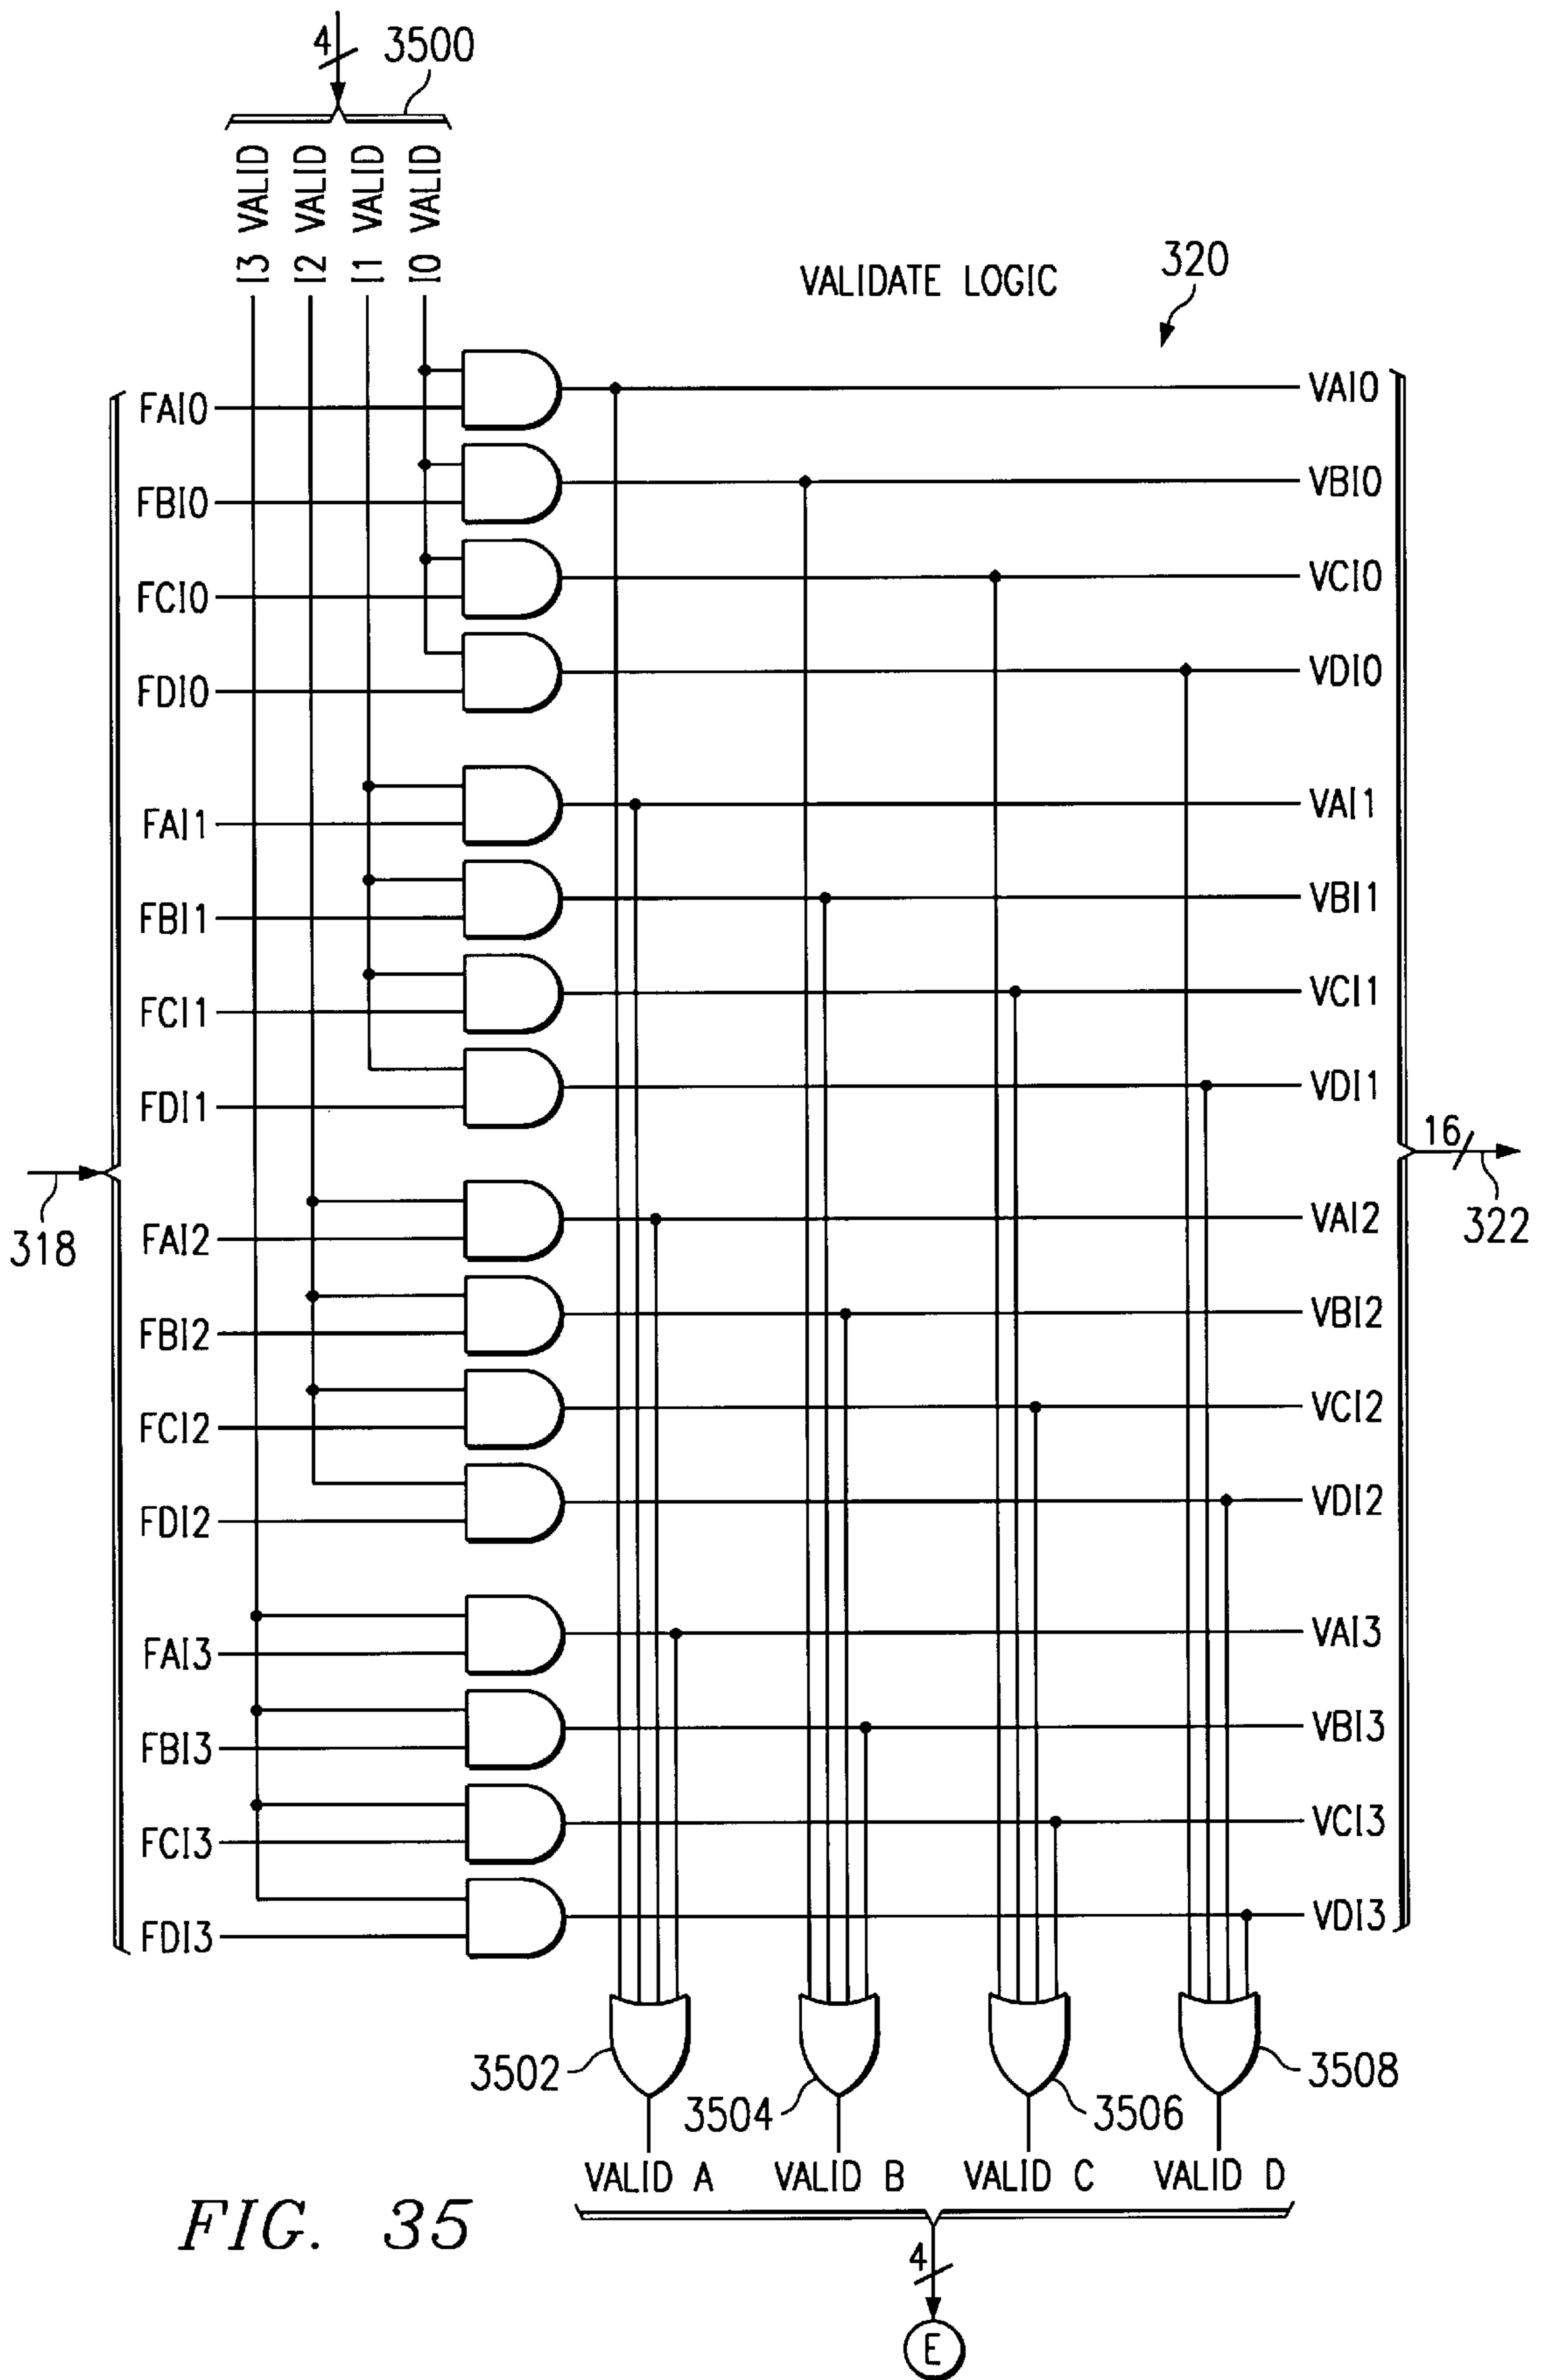 4
3500
I3 VALID
I2 VALID
I1 VALID
I0 VALID
VALIDATE LOGIC
320
FAI0
VAI0
FBI0
VBI0
FCI0
VCI0
FDI0
VDI0
FAI1
VAI1
FBI1
VBI1
FCI1
VCI1
FDI1
VDI1
318
16
322
FAI2
VAI2
FBI2
VBI2
FCI2
VCI2
FDI2
VDI2
FAI3
VAI3
FBI3
VBI3
FCI3
VCI3
FDI3
VDI3
3502
3504
3506
3508
VALID A
VALID B
VALID C
VALID D
FIG. 35
4
E